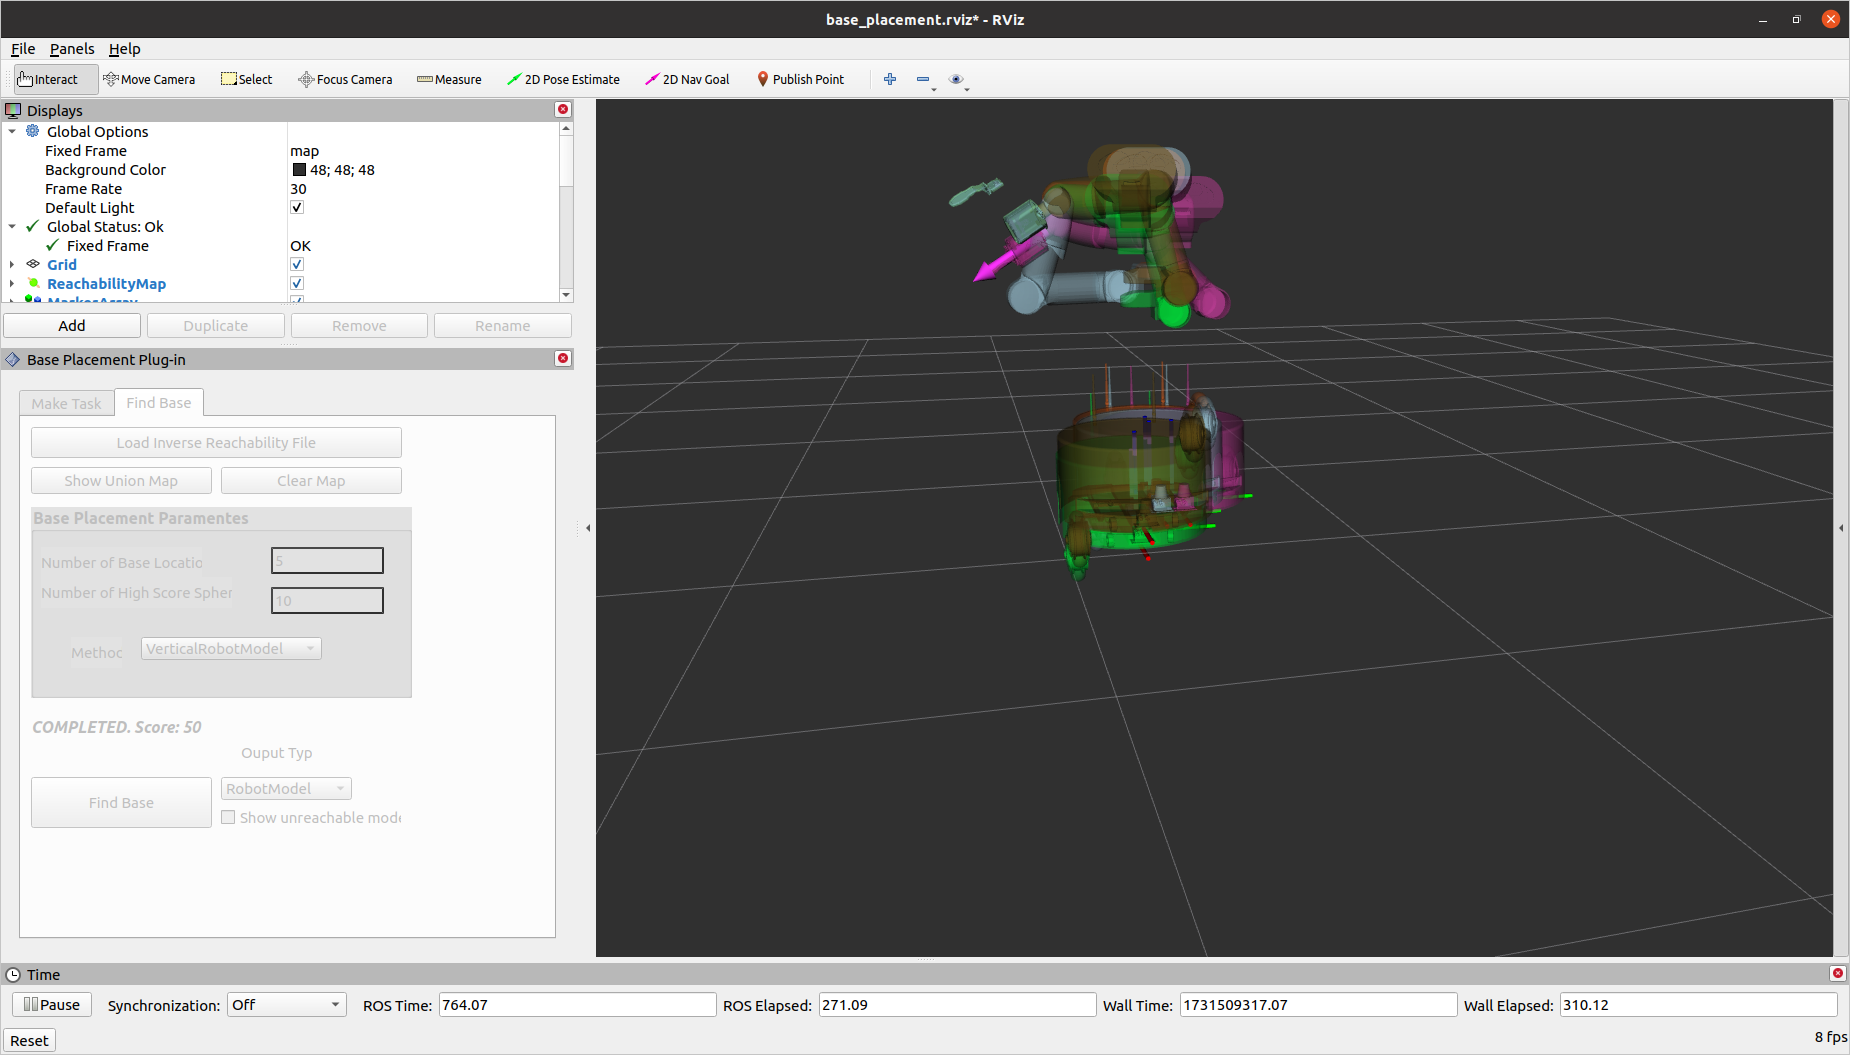 base_placement.rviz* - RViz
File Panels Help
Interact Move Camera Select Focus Camera Measure 2D Pose Estimate 2D Nav Goal Publish Point
Displays
Global Options
Fixed Frame map
Background Color 48; 48; 48
Frame Rate 30
Default Light
Global Status: Ok
Fixed Frame OK
Grid
ReachabilityMap
MarkerArray
Add Duplicate Remove Rename
Base Placement Plug-in
Make Task Find Base
Load Inverse Reachability File
Show Union Map Clear Map
Base Placement Paramentes
Number of Base Locatio 5
Number of High Score Spher 10
Method VerticalRobotModel
COMPLETED. Score: 50
Ouput Typ
Find Base RobotModel
Show unreachable mode
Time
Pause Synchronization: Off ROS Time: 764.07 ROS Elapsed: 271.09 Wall Time: 1731509317.07 Wall Elapsed: 310.12
Reset 8 fps